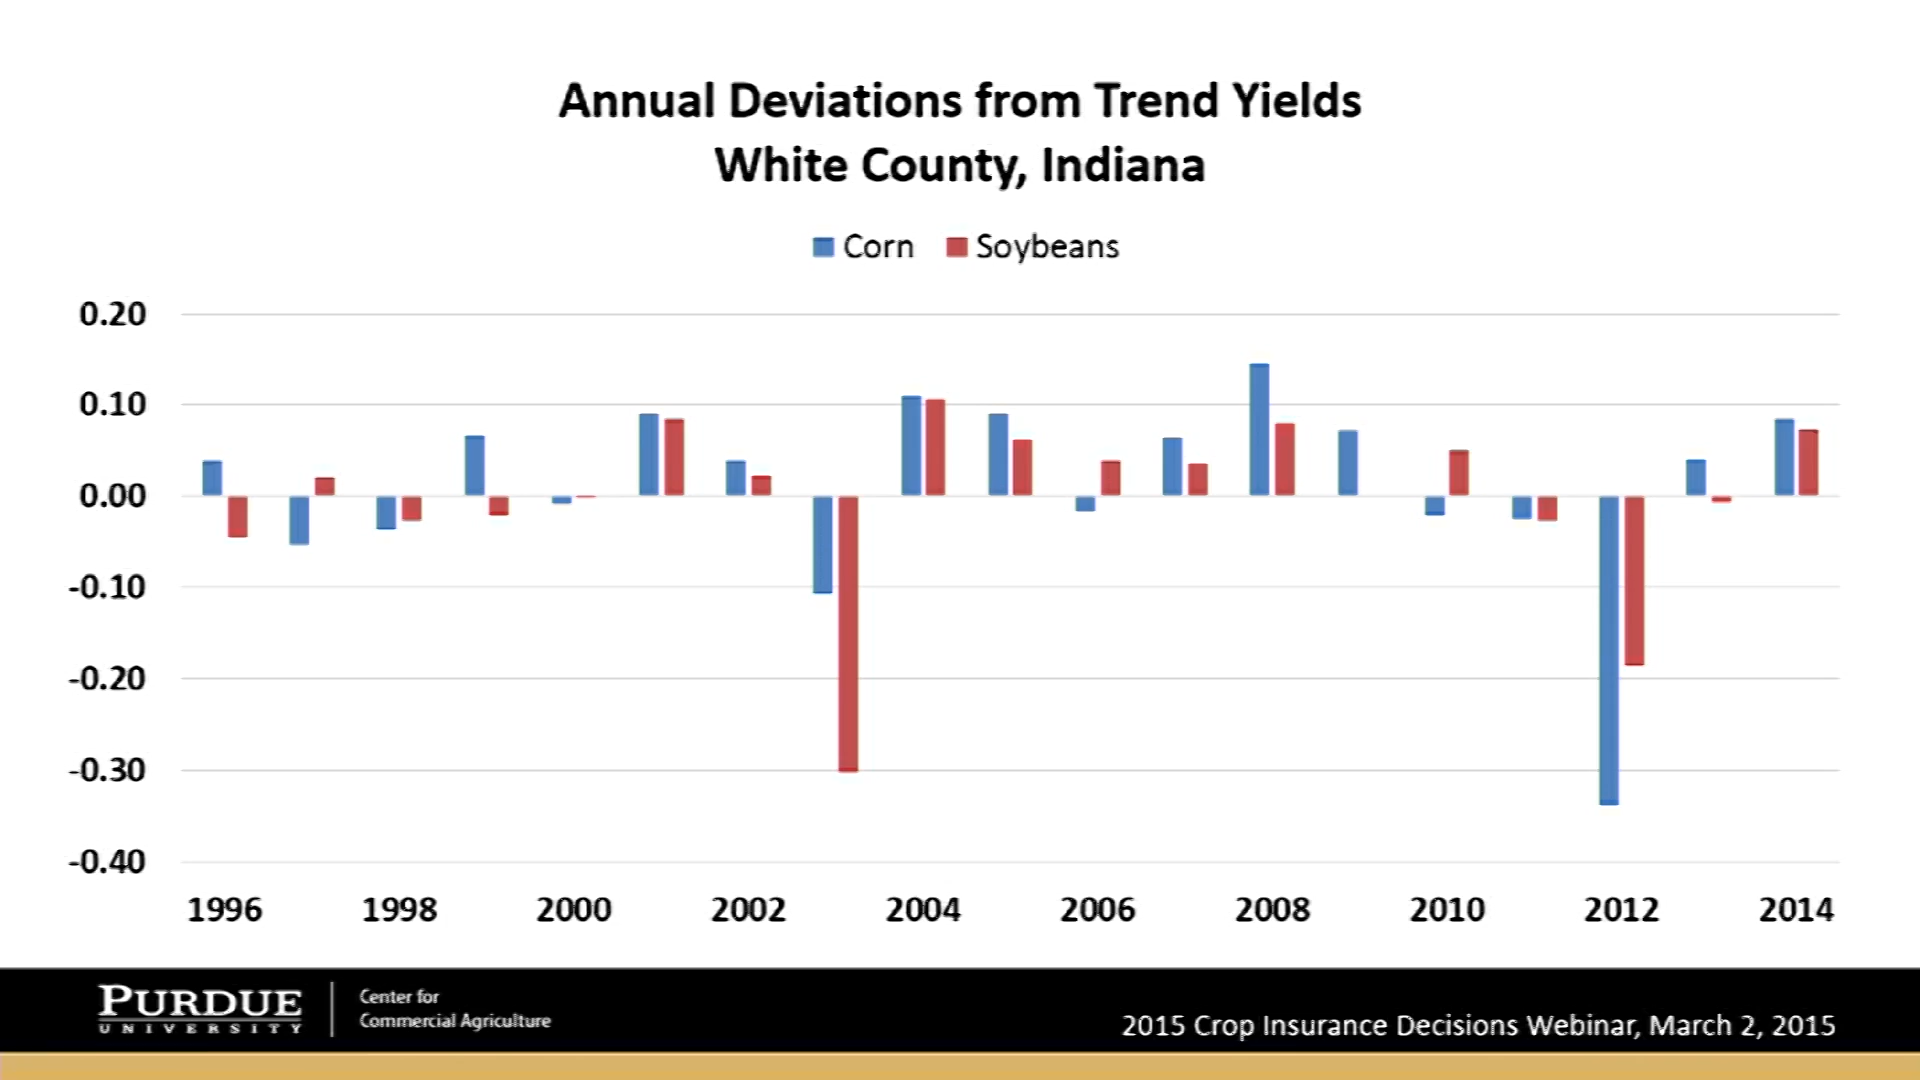 Annual Deviations from Trend Yields
White County, Indiana
Corn Soybeans
0.20
0.10
0.00
-0.10
-0.20
-0.30
-0.40
1996 1998 2000 2002 2004 2006 2008 2010 2012 2014
PURDUE
UNIVERSITY
Center for
Commercial Agriculture
2015 Crop Insurance Decisions Webinar, March 2, 2015